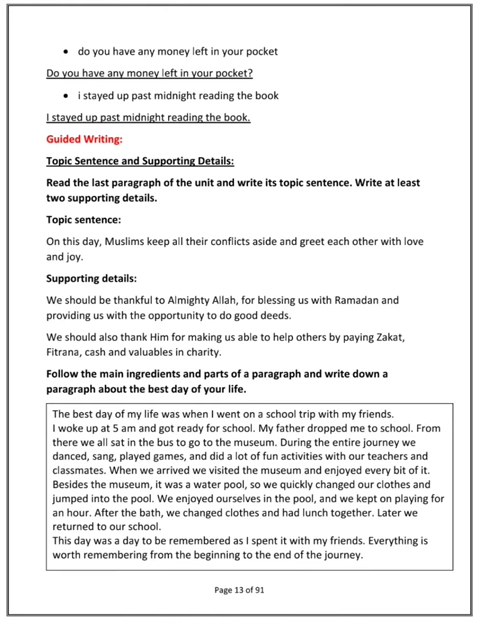 • do you have any money left in your pocket
Do you have any money left in your pocket?
• i stayed up past midnight reading the book
I stayed up past midnight reading the book.
Guided Writing:
Topic Sentence and Supporting Details:
Read the last paragraph of the unit and write its topic sentence. Write at least
two supporting details.
Topic sentence:
On this day, Muslims keep all their conflicts aside and greet each other with love
and joy.
Supporting details:
We should be thankful to Almighty Allah, for blessing us with Ramadan and
providing us with the opportunity to do good deeds.
We should also thank Him for making us able to help others by paying Zakat,
Fitrana, cash and valuables in charity.
Follow the main ingredients and parts of a paragraph and write down a
paragraph about the best day of your life.
The best day of my life was when I went on a school trip with my friends.
I woke up at 5 am and got ready for school. My father dropped me to school. From
there we all sat in the bus to go to the museum. During the entire journey we
danced, sang, played games, and did a lot of fun activities with our teachers and
classmates. When we arrived we visited the museum and enjoyed every bit of it.
Besides the museum, it was a water pool, so we quickly changed our clothes and
jumped into the pool. We enjoyed ourselves in the pool, and we kept on playing for
an hour. After the bath, we changed clothes and had lunch together. Later we
returned to our school.
This day was a day to be remembered as I spent it with my friends. Everything is
worth remembering from the beginning to the end of the journey.
Page 13 of 91